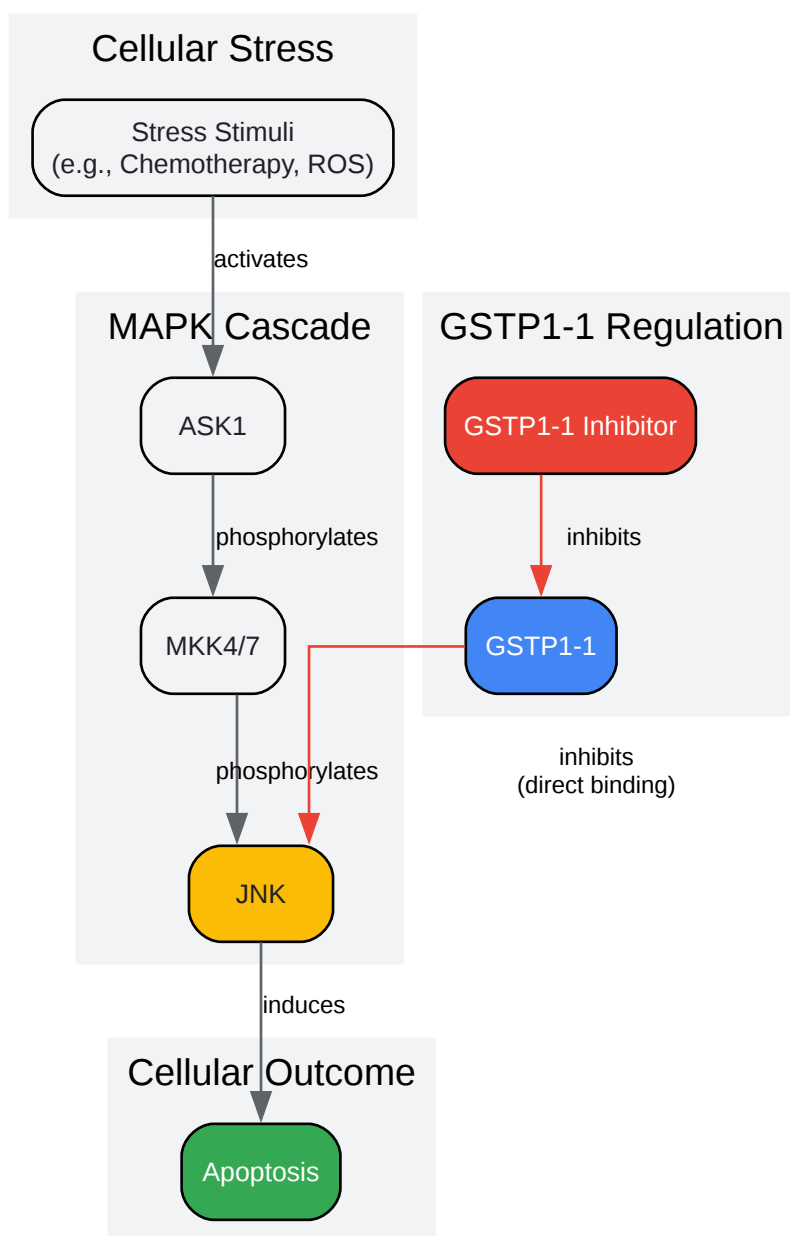 Cellular Stress
Stress Stimuli
(e.g., Chemotherapy, ROS)
activates
MAPK Cascade
GSTP1-1 Regulation
ASK1
GSTP1-1 Inhibitor
phosphorylates
inhibits
MKK4/7
GSTP1-1
phosphorylates
inhibits
(direct binding)
JNK
induces
Cellular Outcome
Apoptosis